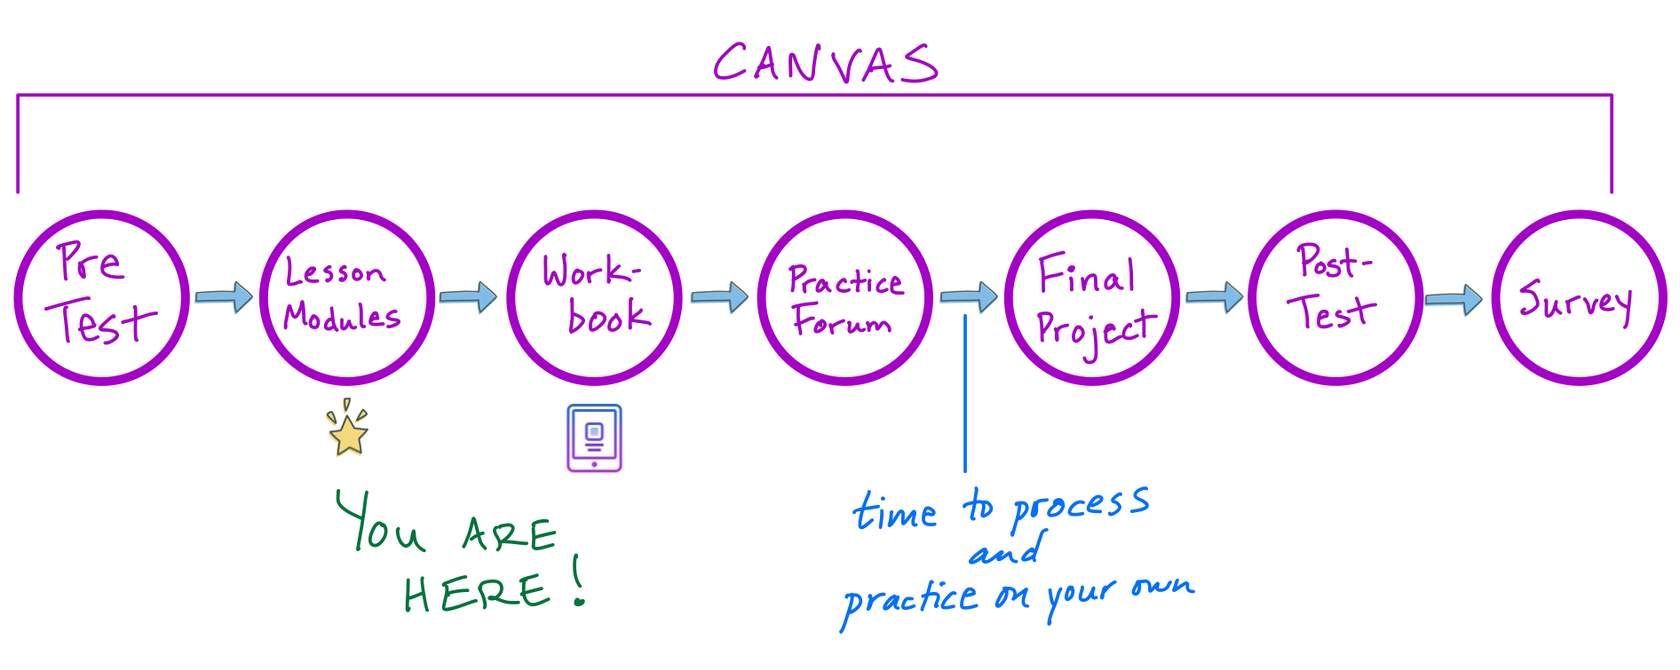 CANVAS
Pre
Test
Lesson
Modules
Work-
book
Practice
Forum
Final
Project
Post-
Test
Survey
You ARE
HERE!
time to process
and
practice on your own